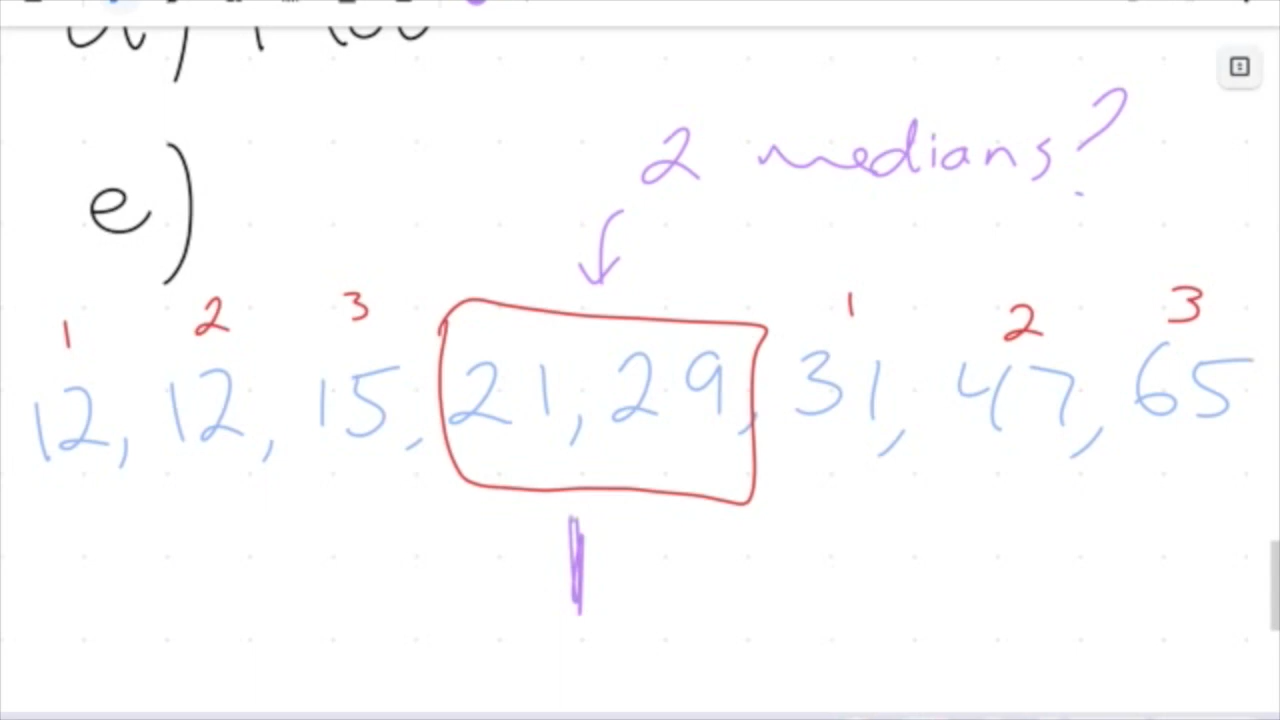 2 medians?
e)
1 2 3 1 2 3
12, 12, 15, 21, 29, 31, 47, 65